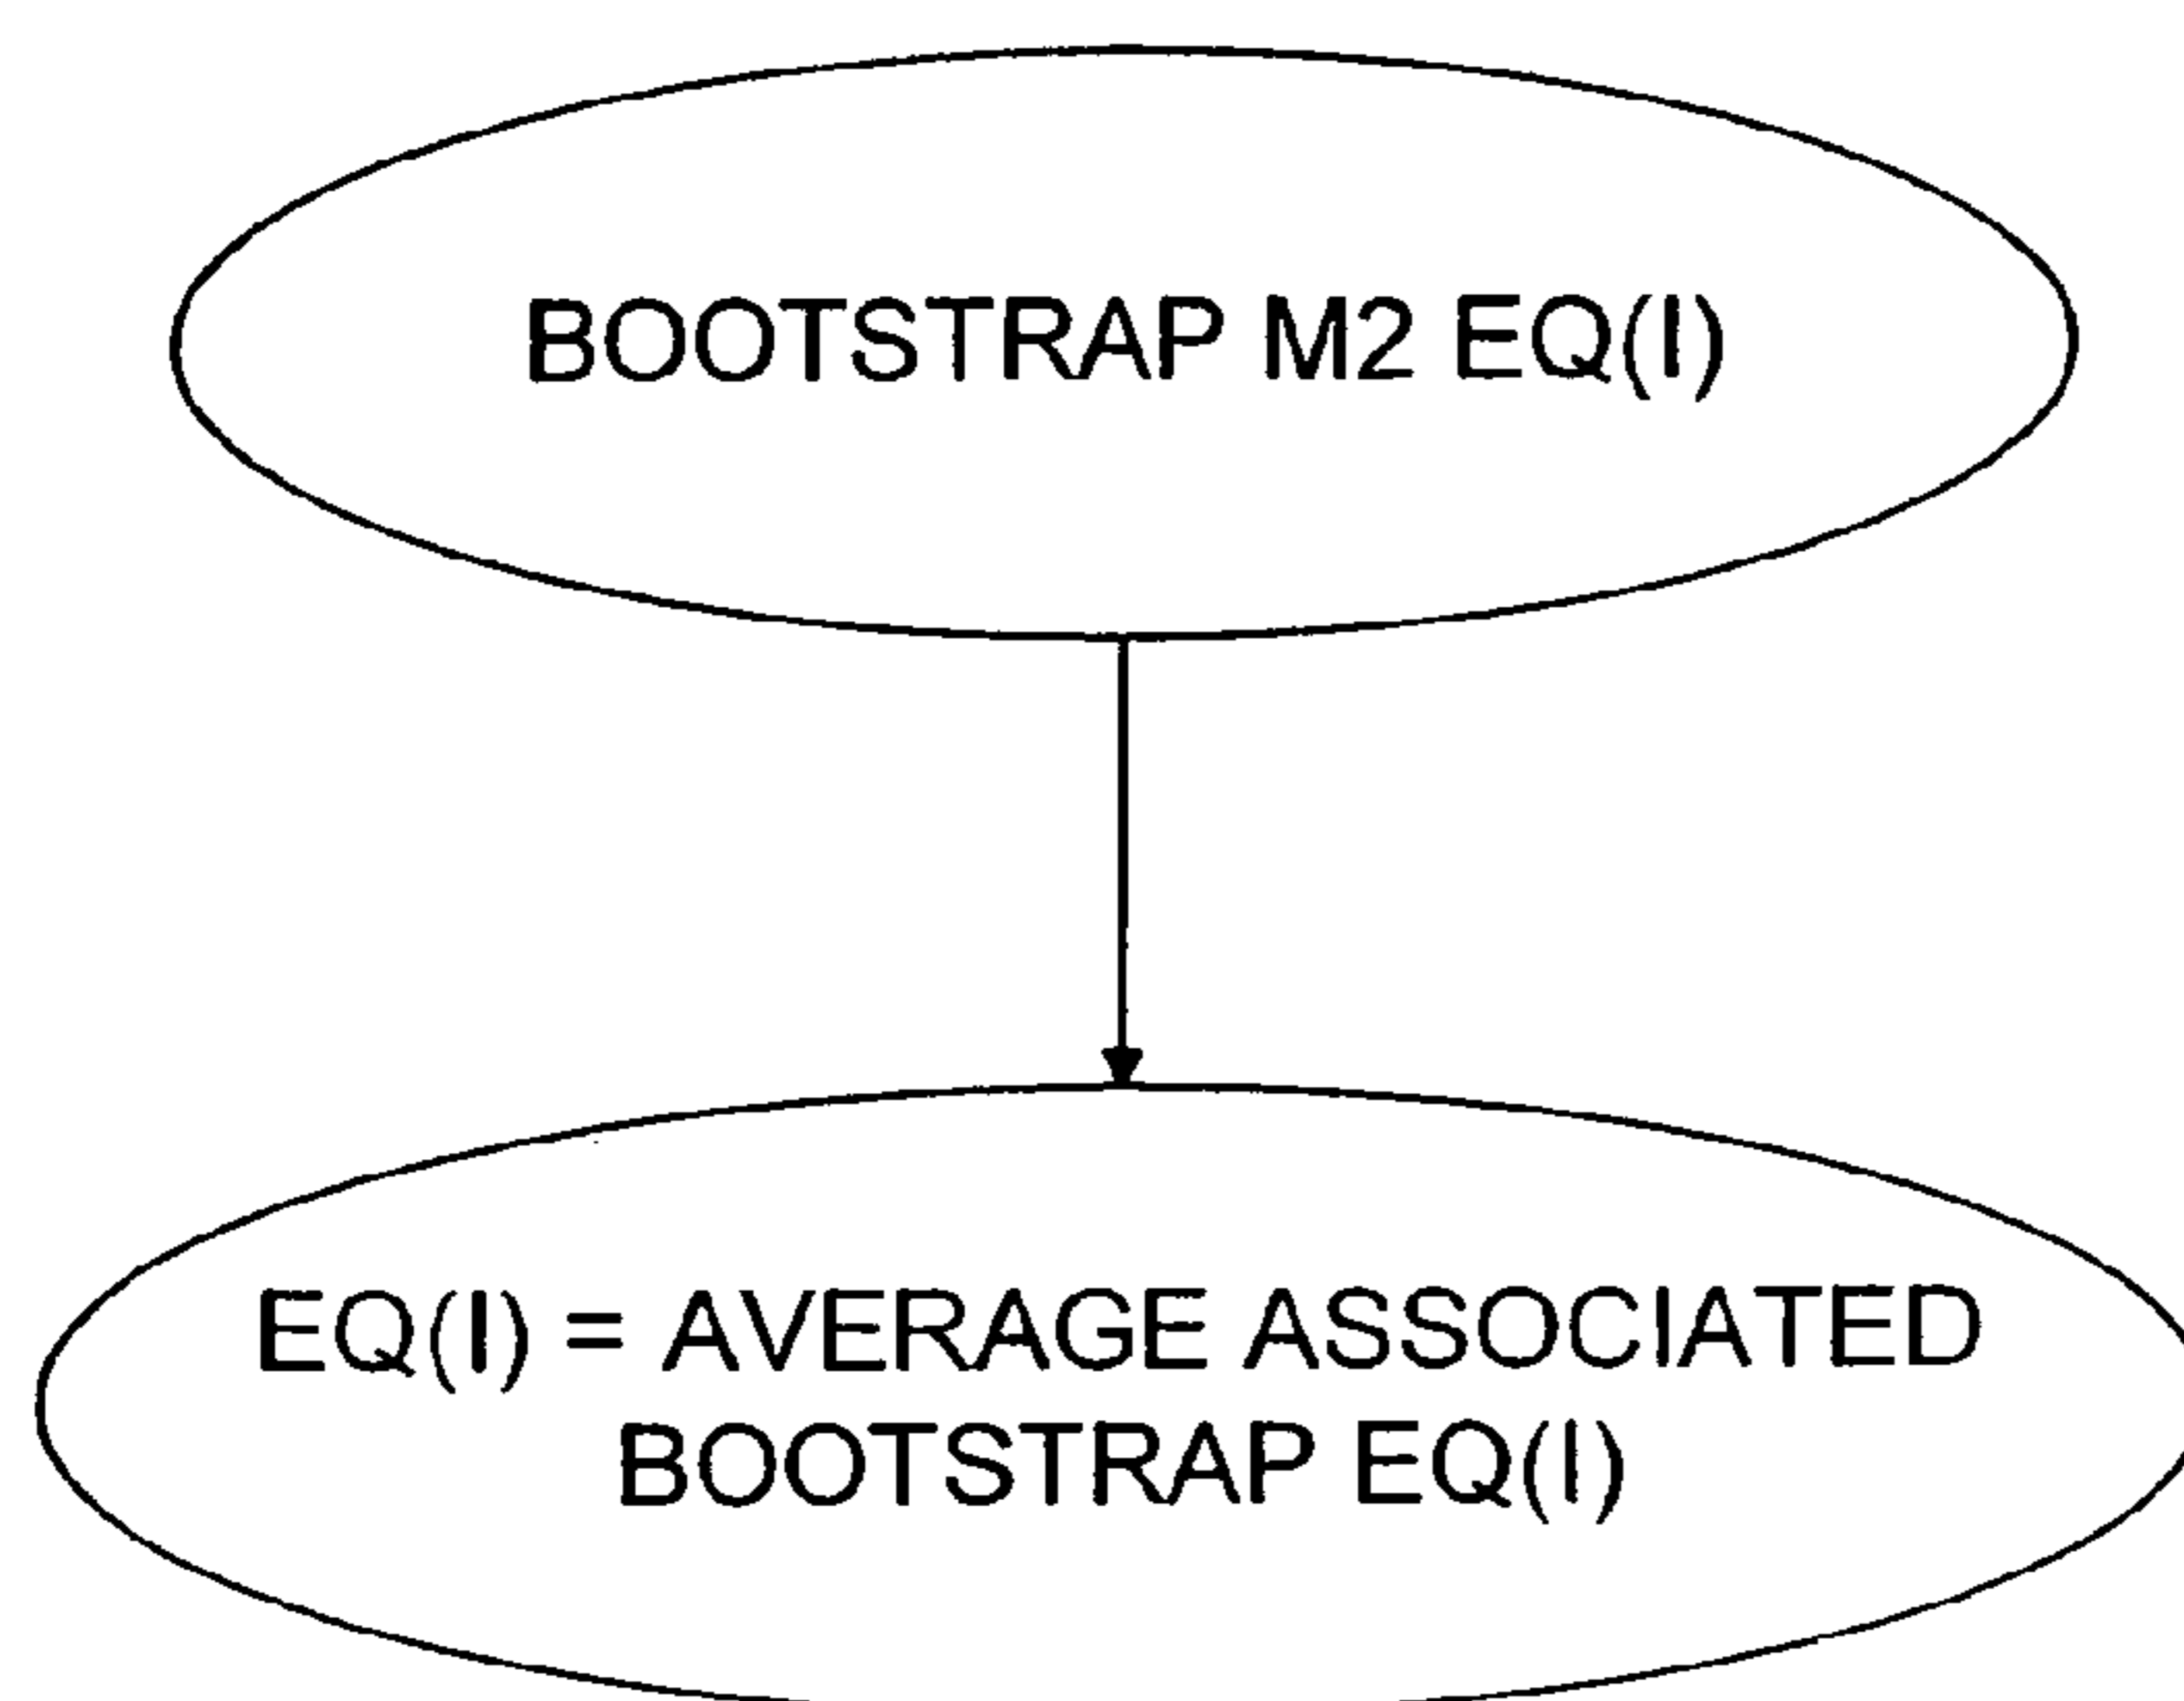 BOOTSTRAP M2 EQ(I)
EQ(I) = AVERAGE ASSOCIATED
BOOTSTRAP EQ(I)